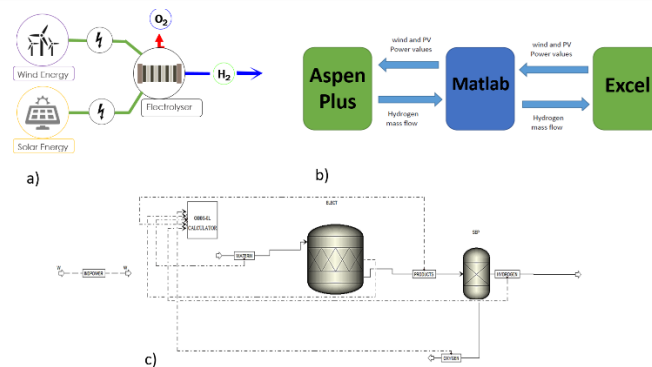 O2
H2
Wind Energy
Electrolyser
Solar Energy
a)
Aspen
Plus
wind and PV
Power values
Hydrogen
mass flow
Matlab
wind and PV
Power values
Hydrogen
mass flow
Excel
b)
ELECT
CALCULATOR
SEP
PRODUCTS
HYDROGEN
W
W
OXYGEN
c)